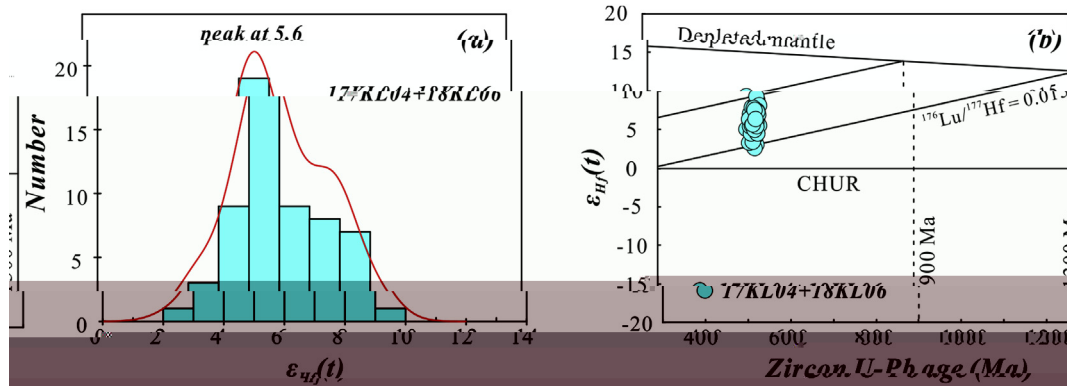 peak at 5.6
(a)
17KL04+18KL06
Number
20
15
10
5
0
0 2 4 6 8 10 12 14
εHf(t)
20
15
10
5
0
-5
-10
-15
-20
Depleted mantle
(b)
¹⁷⁶Lu/¹⁷⁷Hf = 0.015
CHUR
900 Ma
17KL04+18KL06
εHf(t)
400 600 800 1000 1200
Zircon U-Pb age (Ma)